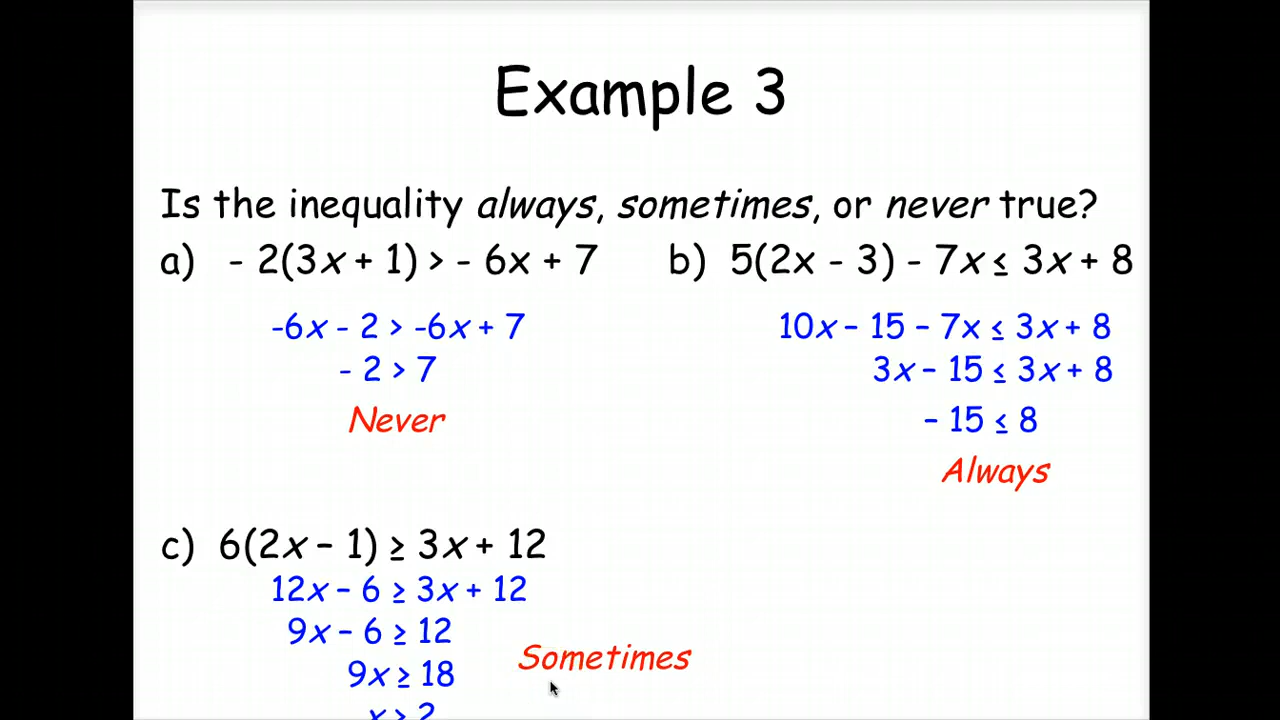 Example 3
Is the inequality always, sometimes, or never true?
a) - 2(3x + 1) > - 6x + 7
-6x - 2 > -6x + 7
- 2 > 7
Never
b) 5(2x - 3) - 7x ≤ 3x + 8
10x – 15 – 7x ≤ 3x + 8
3x – 15 ≤ 3x + 8
– 15 ≤ 8
Always
c) 6(2x – 1) ≥ 3x + 12
12x – 6 ≥ 3x + 12
9x – 6 ≥ 12
9x ≥ 18
Sometimes